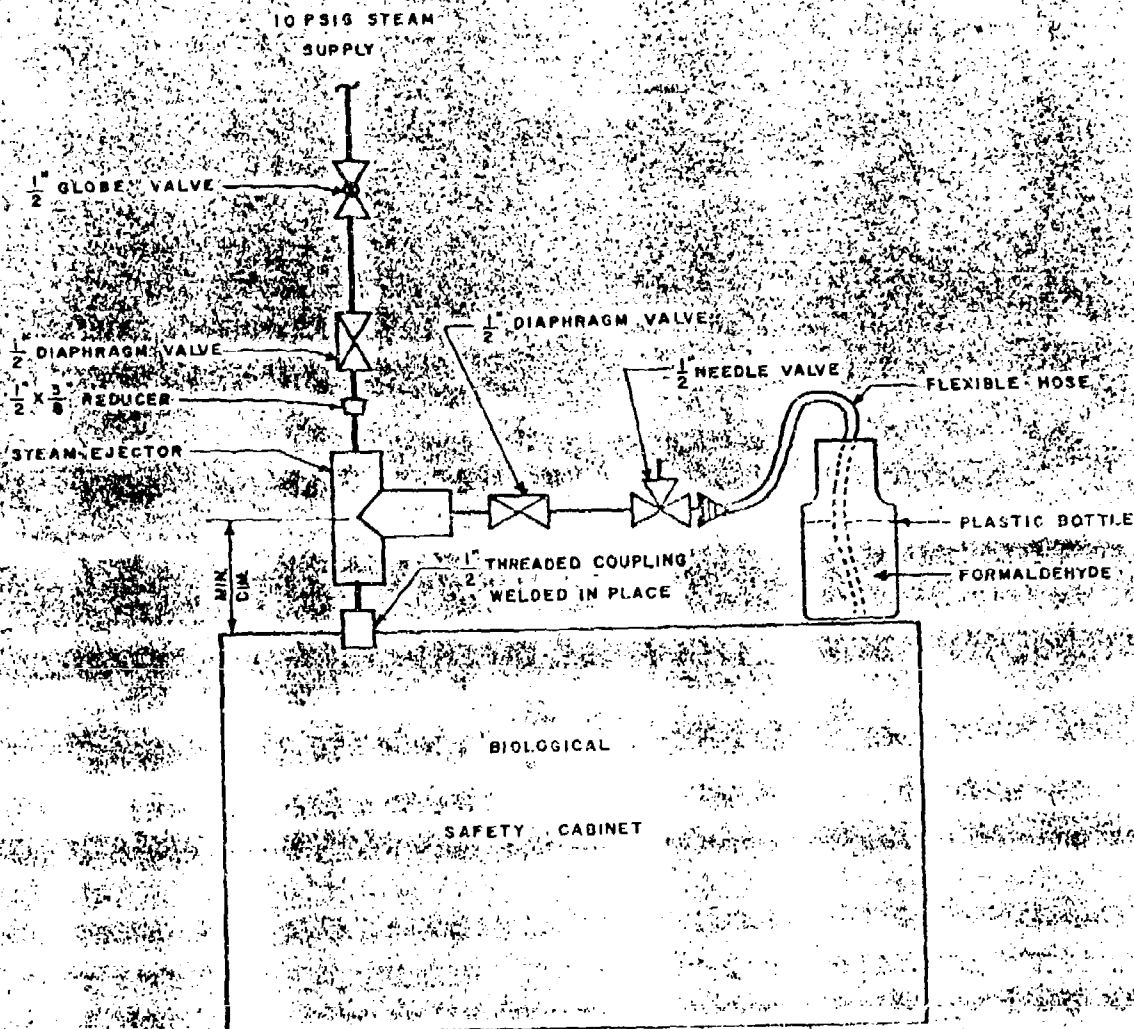 10 PSIG STEAM
SUPPLY
1/2" GLOBE VALVE
1/2" DIAPHRAGM VALVE
1/2" DIAPHRAGM VALVE
1/2" NEEDLE VALVE
FLEXIBLE HOSE
1/2" X 3/8" REDUCER
STEAM EJECTOR
PLASTIC BOTTLE
1/2" THREADED COUPLING
WELDED IN PLACE
FORMALDEHYDE
MIN.
DIM.
BIOLOGICAL
SAFETY CABINET